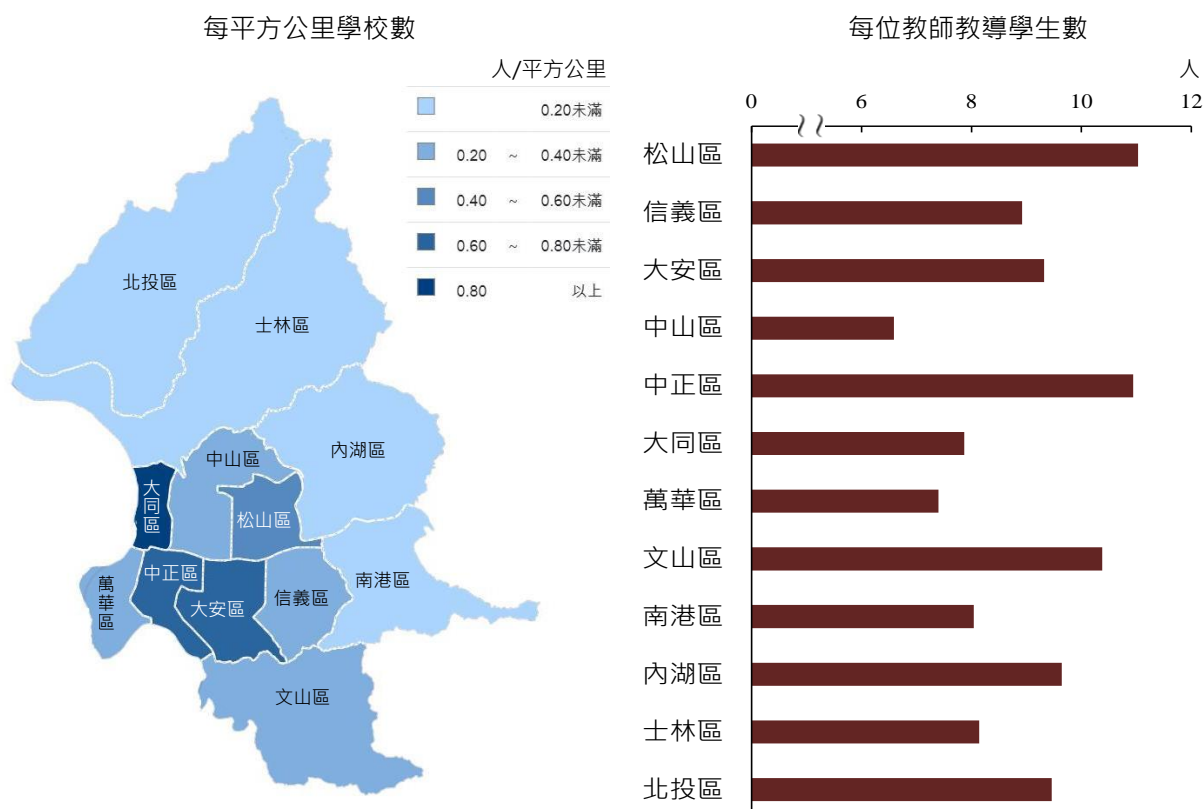 每平方公里學校數
人/平方公里
0.20未滿
0.20 ~ 0.40未滿
0.40 ~ 0.60未滿
0.60 ~ 0.80未滿
0.80 以上
北投區
士林區
內湖區
中山區
大同區
松山區
中正區
萬華區
大安區
信義區
南港區
文山區
每位教師教導學生數
人
0 6 8 10 12
松山區
信義區
大安區
中山區
中正區
大同區
萬華區
文山區
南港區
內湖區
士林區
北投區